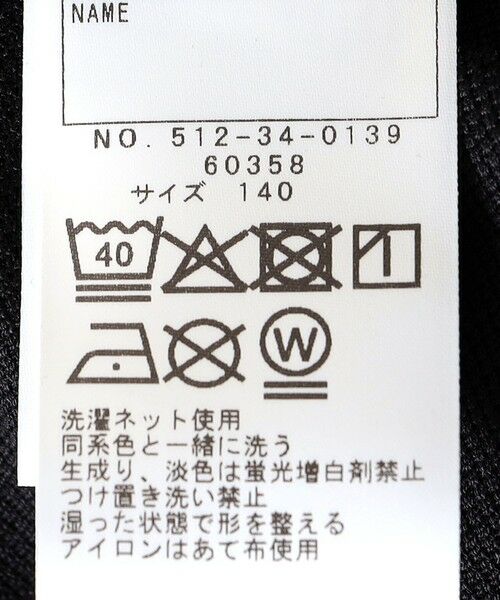 NAME
NO. 512-34-0139
60358
サイズ 140
40
W
洗濯ネット使用
同系色と一緒に洗う
生成り、淡色は蛍光増白剤禁止
つけ置き洗い禁止
湿った状態で形を整える
アイロンはあて布使用